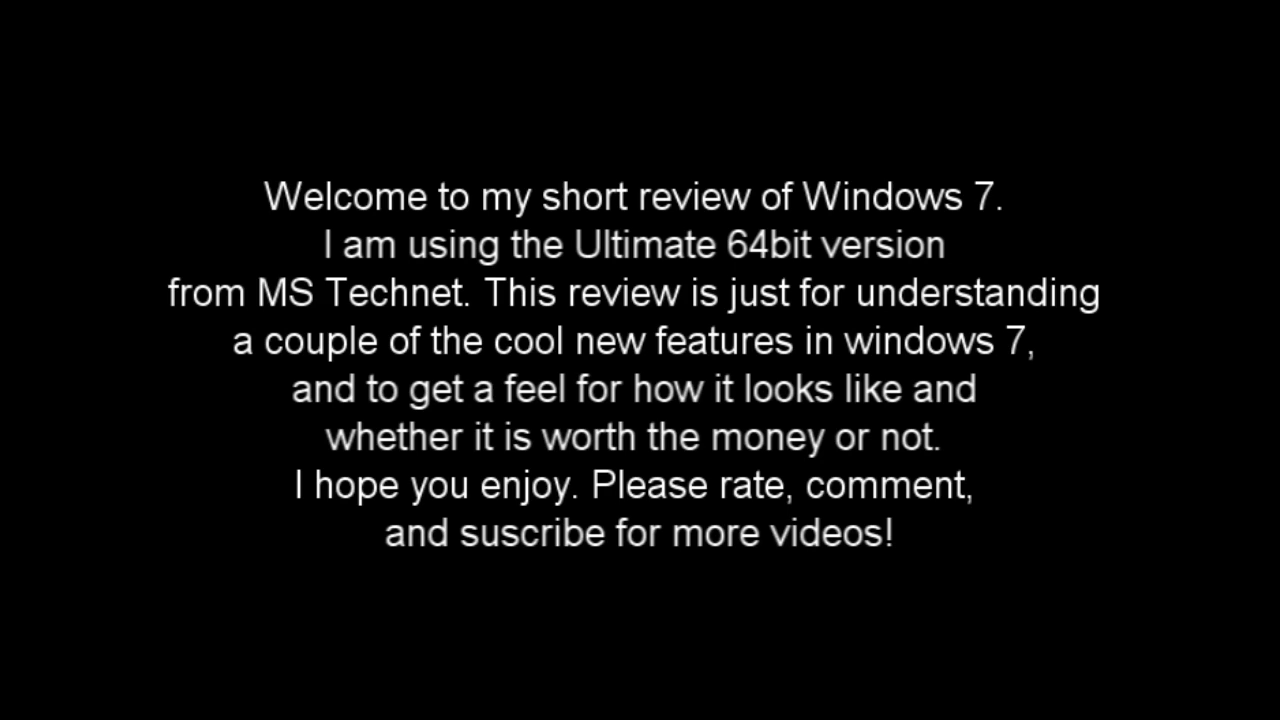 Welcome to my short review of Windows 7.
I am using the Ultimate 64bit version
from MS Technet. This review is just for understanding
a couple of the cool new features in windows 7,
and to get a feel for how it looks like and
whether it is worth the money or not.
I hope you enjoy. Please rate, comment,
and suscribe for more videos!